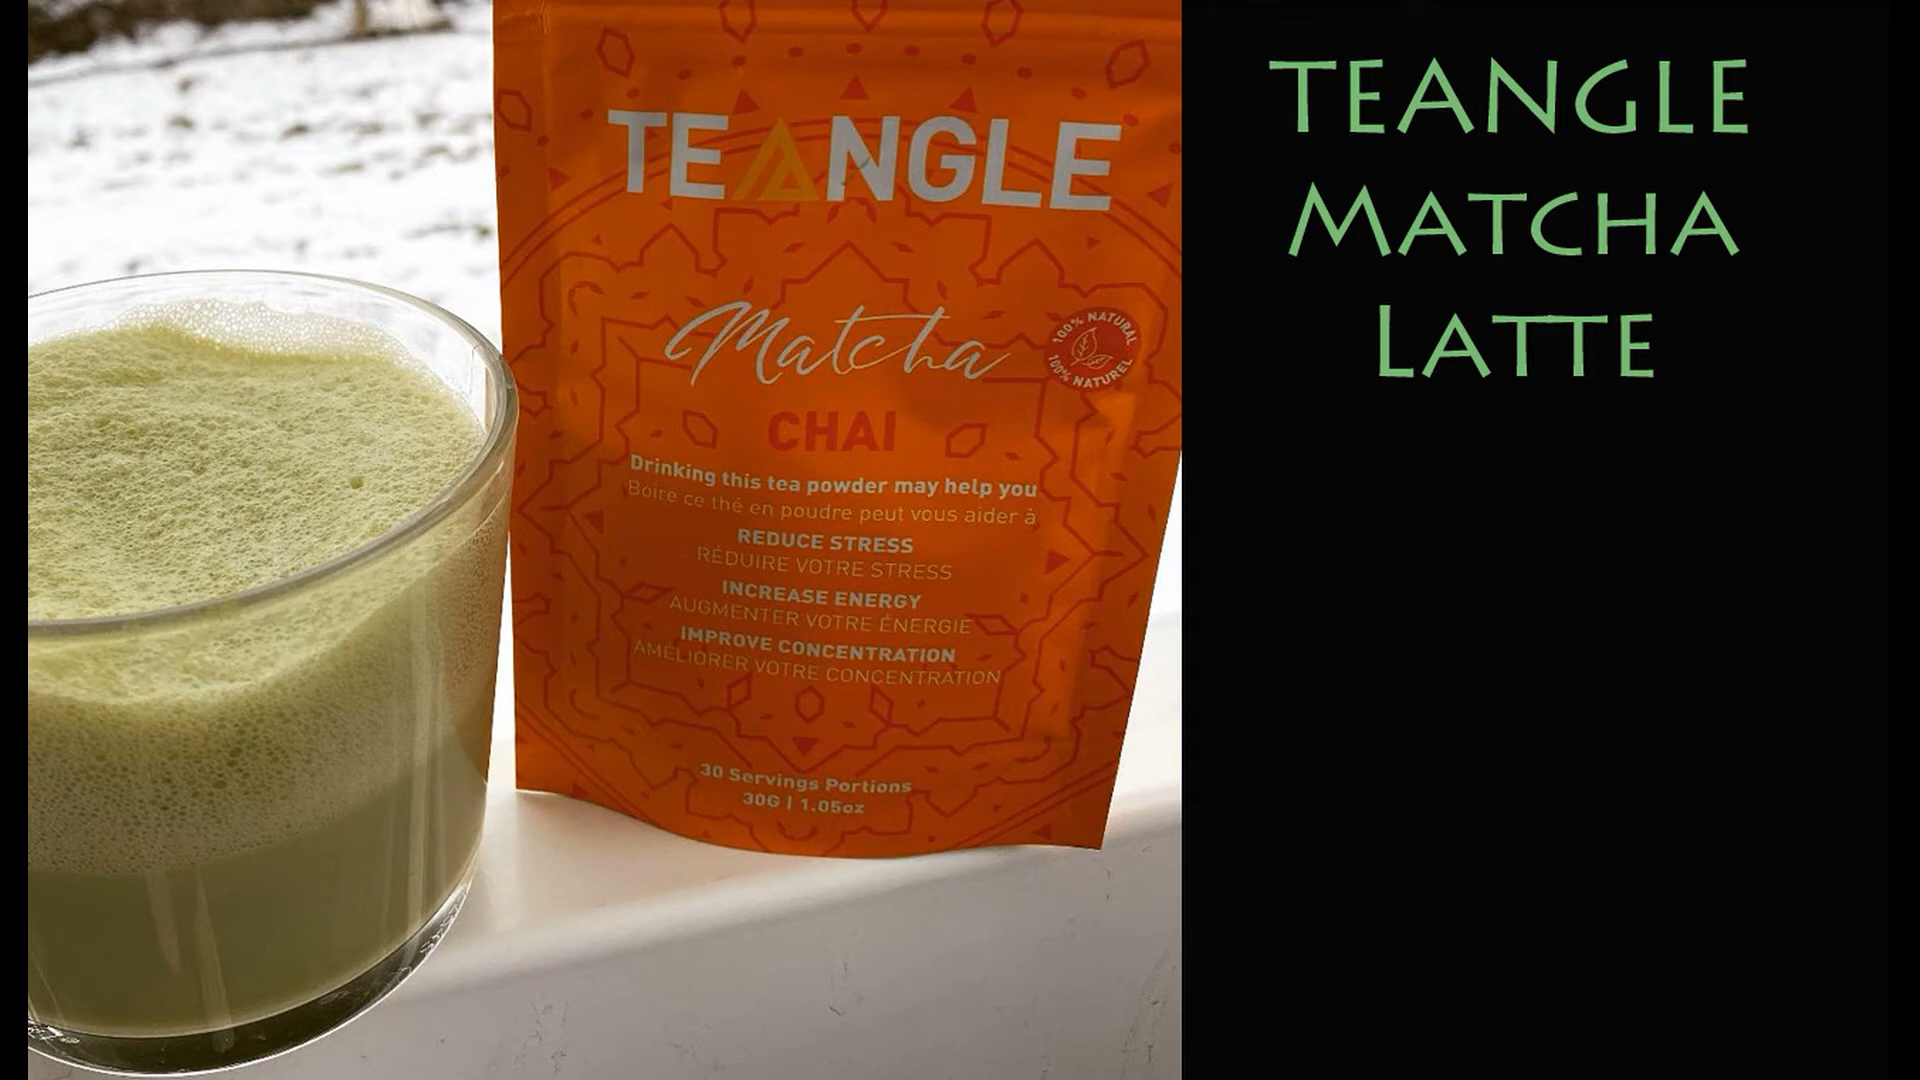 TEANGLE
Matcha
100% NATURAL
100% NATUREL
CHAI
Drinking this tea powder may help you
Boire ce thé en poudre peut vous aider à
REDUCE STRESS
RÉDUIRE VOTRE STRESS
INCREASE ENERGY
AUGMENTER VOTRE ÉNERGIE
IMPROVE CONCENTRATION
AMÉLIORER VOTRE CONCENTRATION
30 Servings Portions
30G | 1.05oz
TEANGLE
MATCHA
LATTE